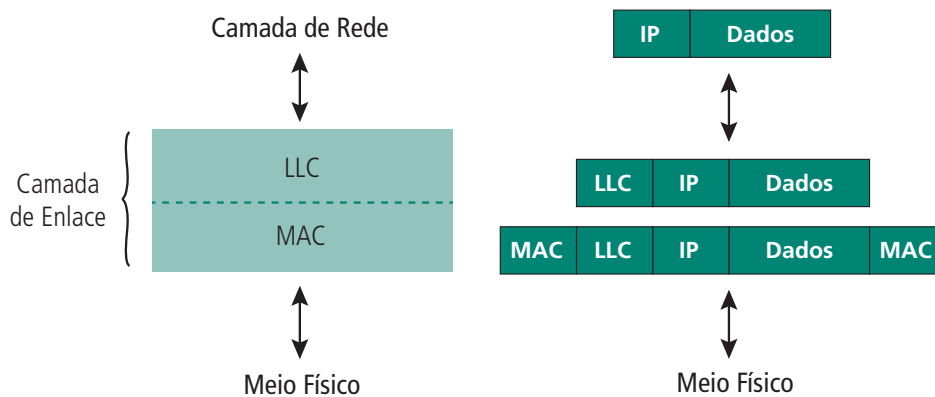 Camada de Rede
LLC
MAC
Camada
de Enlace
Meio Físico
IP Dados
LLC IP Dados
MAC LLC IP Dados MAC
Meio Físico